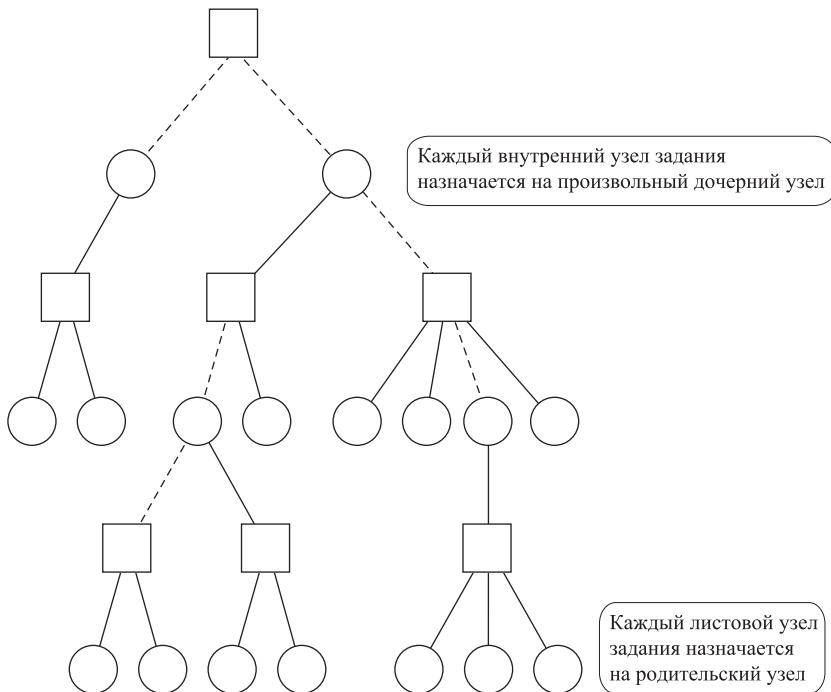 Каждый внутренний узел задания
назначается на произвольный дочерний узел
Каждый листовой узел
задания назначается
на родительский узел